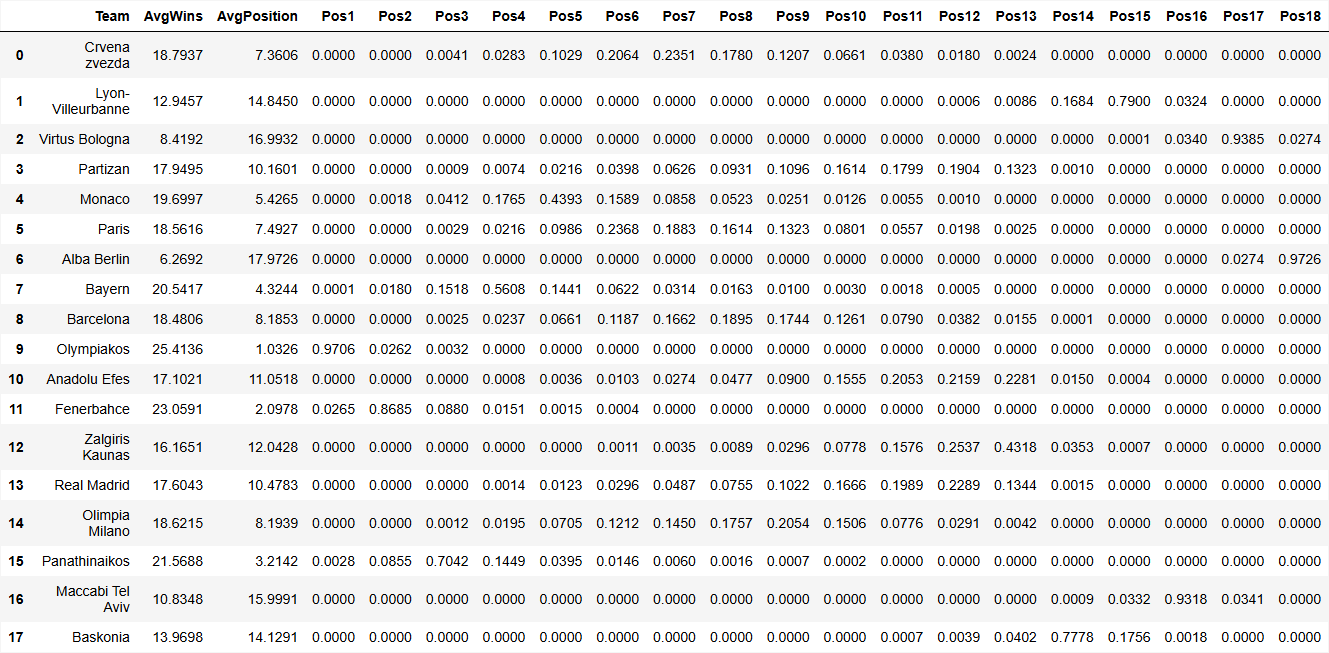 Team AvgWins AvgPosition Pos1 Pos2 Pos3 Pos4 Pos5 Pos6 Pos7 Pos8 Pos9 Pos10 Pos11 Pos12 Pos13 Pos14 Pos15 Pos16 Pos17 Pos18
0 Crvena zvezda 18.7937 7.3606 0.0000 0.0000 0.0041 0.0283 0.1029 0.2064 0.2351 0.1780 0.1207 0.0661 0.0380 0.0180 0.0024 0.0000 0.0000 0.0000 0.0000 0.0000
1 Lyon-Villeurbanne 12.9457 14.8450 0.0000 0.0000 0.0000 0.0000 0.0000 0.0000 0.0000 0.0000 0.0000 0.0000 0.0000 0.0006 0.0086 0.1684 0.7900 0.0324 0.0000 0.0000
2 Virtus Bologna 8.4192 16.9932 0.0000 0.0000 0.0000 0.0000 0.0000 0.0000 0.0000 0.0000 0.0000 0.0000 0.0000 0.0000 0.0000 0.0000 0.0001 0.0340 0.9385 0.0274
3 Partizan 17.9495 10.1601 0.0000 0.0000 0.0009 0.0074 0.0216 0.0398 0.0626 0.0931 0.1096 0.1614 0.1799 0.1904 0.1323 0.0010 0.0000 0.0000 0.0000 0.0000
4 Monaco 19.6997 5.4265 0.0000 0.0018 0.0412 0.1765 0.4393 0.1589 0.0858 0.0523 0.0251 0.0126 0.0055 0.0010 0.0000 0.0000 0.0000 0.0000 0.0000 0.0000
5 Paris 18.5616 7.4927 0.0000 0.0000 0.0029 0.0216 0.0986 0.2368 0.1883 0.1614 0.1323 0.0801 0.0557 0.0198 0.0025 0.0000 0.0000 0.0000 0.0000 0.0000
6 Alba Berlin 6.2692 17.9726 0.0000 0.0000 0.0000 0.0000 0.0000 0.0000 0.0000 0.0000 0.0000 0.0000 0.0000 0.0000 0.0000 0.0000 0.0000 0.0000 0.0274 0.9726
7 Bayern 20.5417 4.3244 0.0001 0.0180 0.1518 0.5608 0.1441 0.0622 0.0314 0.0163 0.0100 0.0030 0.0018 0.0005 0.0000 0.0000 0.0000 0.0000 0.0000 0.0000
8 Barcelona 18.4806 8.1853 0.0000 0.0000 0.0025 0.0237 0.0661 0.1187 0.1662 0.1895 0.1744 0.1261 0.0790 0.0382 0.0155 0.0001 0.0000 0.0000 0.0000 0.0000
9 Olympiakos 25.4136 1.0326 0.9706 0.0262 0.0032 0.0000 0.0000 0.0000 0.0000 0.0000 0.0000 0.0000 0.0000 0.0000 0.0000 0.0000 0.0000 0.0000 0.0000 0.0000
10 Anadolu Efes 17.1021 11.0518 0.0000 0.0000 0.0000 0.0008 0.0036 0.0103 0.0274 0.0477 0.0900 0.1555 0.2053 0.2159 0.2281 0.0150 0.0004 0.0000 0.0000 0.0000
11 Fenerbahce 23.0591 2.0978 0.0265 0.8685 0.0880 0.0151 0.0015 0.0004 0.0000 0.0000 0.0000 0.0000 0.0000 0.0000 0.0000 0.0000 0.0000 0.0000 0.0000 0.0000
12 Zalgiris Kaunas 16.1651 12.0428 0.0000 0.0000 0.0000 0.0000 0.0000 0.0011 0.0035 0.0089 0.0296 0.0778 0.1576 0.2537 0.4318 0.0353 0.0007 0.0000 0.0000 0.0000
13 Real Madrid 17.6043 10.4783 0.0000 0.0000 0.0000 0.0014 0.0123 0.0296 0.0487 0.0755 0.1022 0.1666 0.1989 0.2289 0.1344 0.0015 0.0000 0.0000 0.0000 0.0000
14 Olimpia Milano 18.6215 8.1939 0.0000 0.0000 0.0012 0.0195 0.0705 0.1212 0.1450 0.1757 0.2054 0.1506 0.0776 0.0291 0.0042 0.0000 0.0000 0.0000 0.0000 0.0000
15 Panathinaikos 21.5688 3.2142 0.0028 0.0855 0.7042 0.1449 0.0395 0.0146 0.0060 0.0016 0.0007 0.0002 0.0000 0.0000 0.0000 0.0000 0.0000 0.0000 0.0000 0.0000
16 Maccabi Tel Aviv 10.8348 15.9991 0.0000 0.0000 0.0000 0.0000 0.0000 0.0000 0.0000 0.0000 0.0000 0.0000 0.0000 0.0000 0.0000 0.0009 0.0332 0.9318 0.0341 0.0000
17 Baskonia 13.9698 14.1291 0.0000 0.0000 0.0000 0.0000 0.0000 0.0000 0.0000 0.0000 0.0000 0.0000 0.0007 0.0039 0.0402 0.7778 0.1756 0.0018 0.0000 0.0000